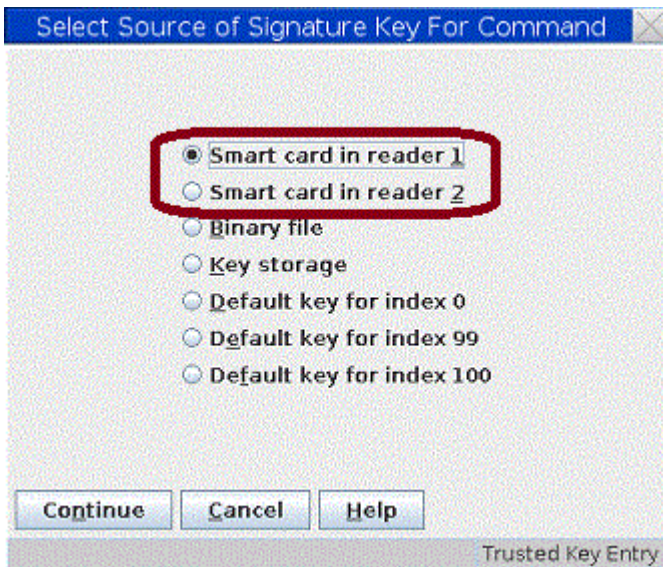 Select Source of Signature Key For Command
Smart card in reader 1
Smart card in reader 2
Binary file
Key storage
Default key for index 0
Default key for index 99
Default key for index 100
Continue Cancel Help
Trusted Key Entry